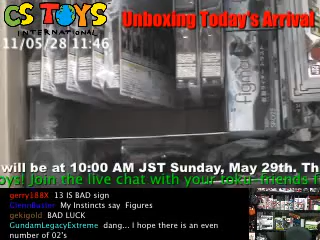 CS TOYS
INTERNATIONAL
Unboxing Today's Arrival
11/05/28 11:46
figma
will be at 10:00 AM JST Sunday, May 29th. Th
oys! Join the live chat with your toku-friends f
gerry188X 13 IS BAD sign
GlennBuster My Instincts say Figures
gekigold BAD LUCK
GundamLegacyExtreme dang... I hope there is an even
number of 02's